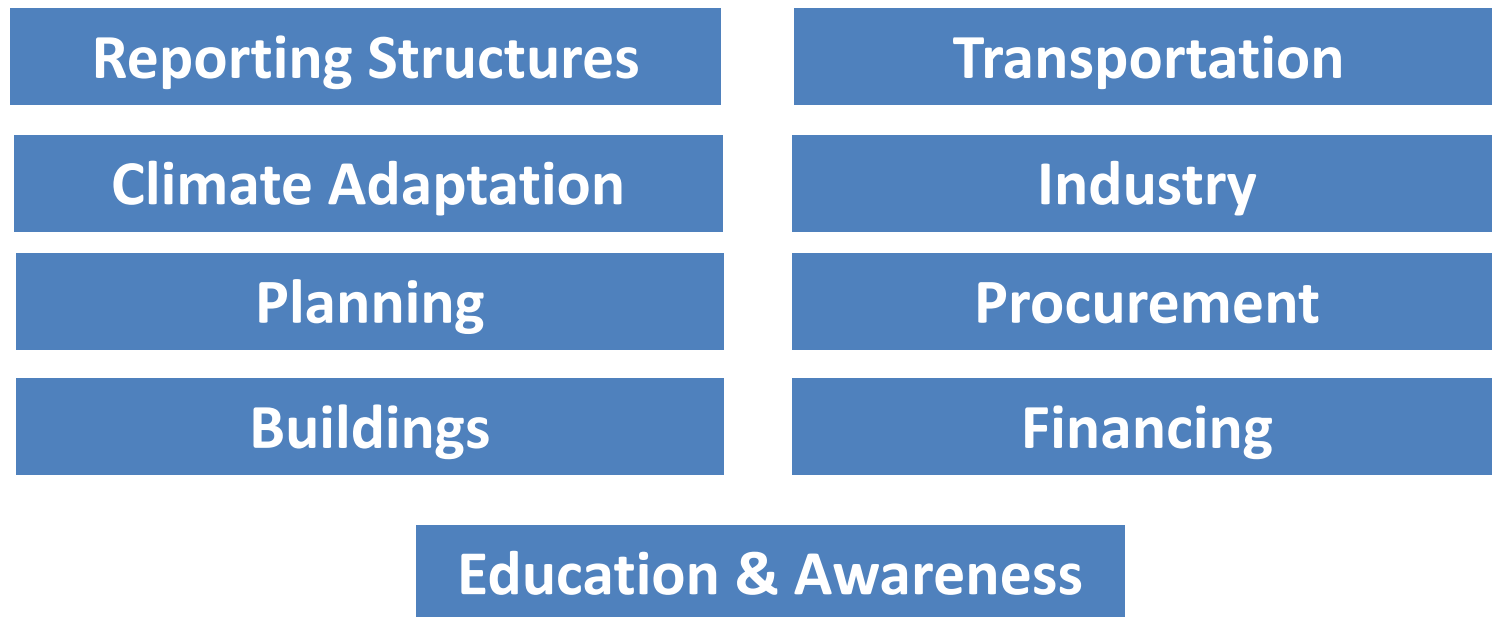 Reporting Structures
Transportation
Climate Adaptation
Industry
Planning
Procurement
Buildings
Financing
Education & Awareness